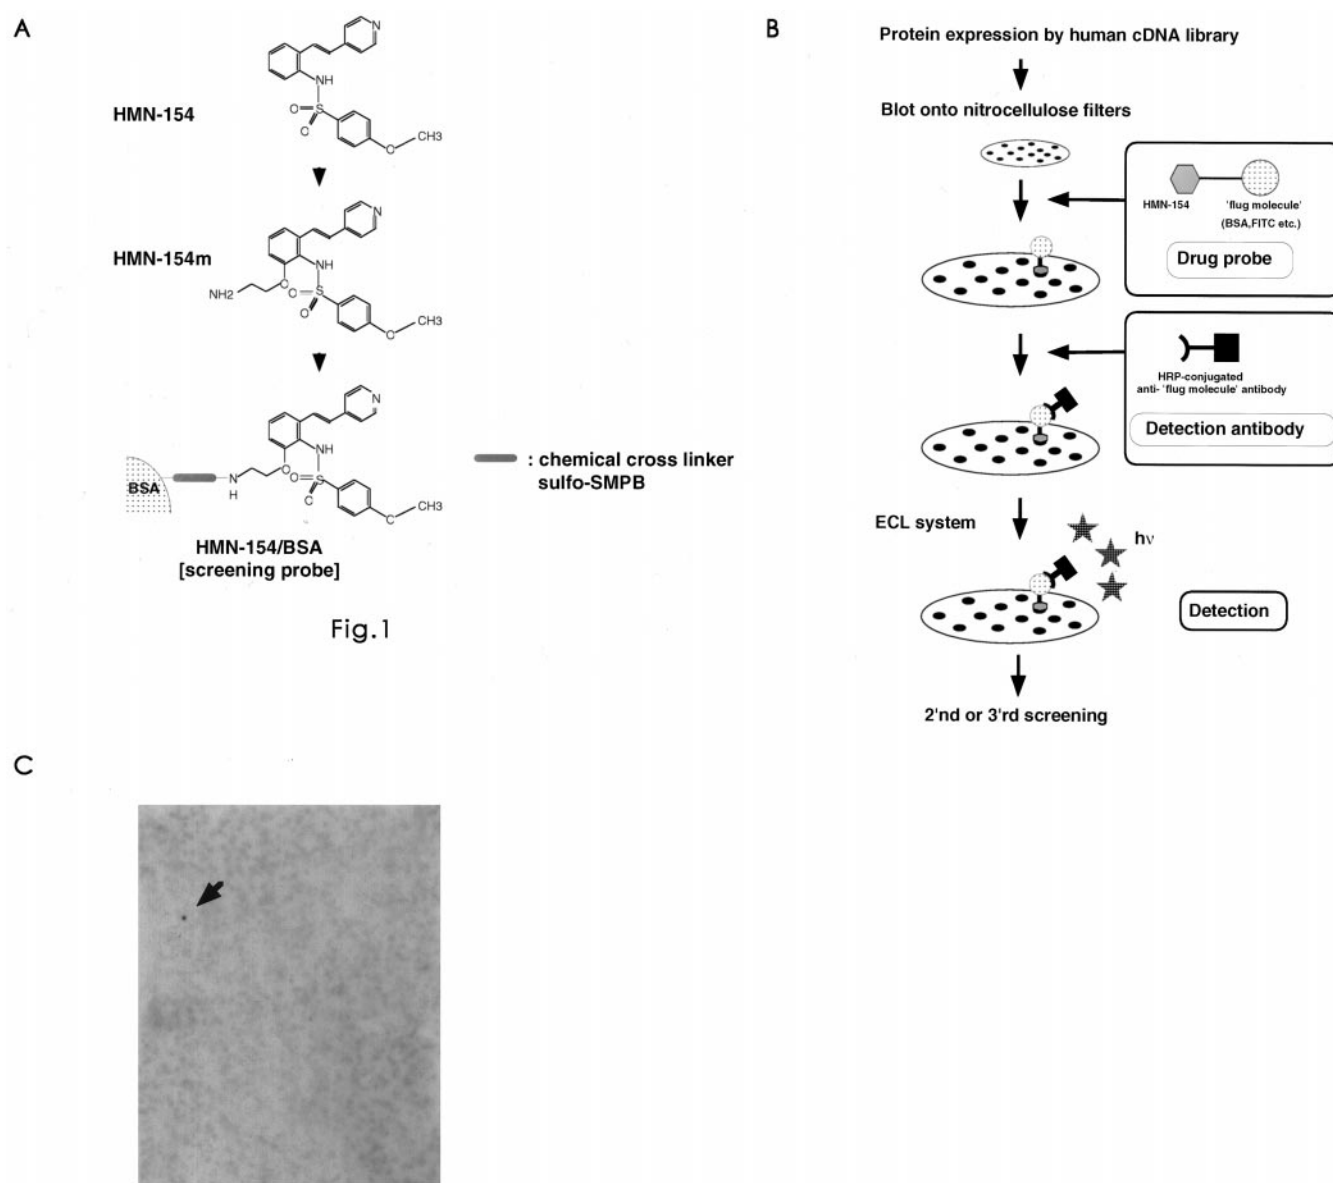 A
N
NH
O
S
C
O
CH3
HMN-154
N
NH
O
O
S
O
O
CH3
NH2
HMN-154m
N
NH
O
O
S
C
C
CH3
BSA
N
H
: chemical cross linker
sulfo-SMPB
HMN-154/BSA
[screening probe]
Fig.1
B
Protein expression by human cDNA library
Blot onto nitrocellulose filters
HMN-154
'flug molecule'
(BSA,FITC etc.)
Drug probe
HRP-conjugated
anti- 'flug molecule' antibody
Detection antibody
ECL system
hν
Detection
2'nd or 3'rd screening
C